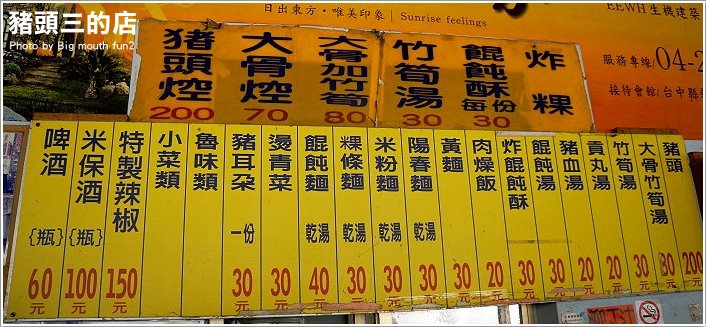 豬頭三的店
Photo by Big mouth fun2
日出東方·唯美印象 | Sunrise feelings
EEWH 生機建築
服務專線 04-2
接待會館/台中縣
豬頭焢 200
大骨焢 70
大骨加竹筍 80
竹筍湯 30
餛飩酥每份 30
炸粿
豬頭 200元
大骨竹筍湯 80元
竹筍湯 30元
貢丸湯 20元
豬血湯 20元
餛飩湯 30元
炸餛飩酥 30元
肉燥飯 20元
黃麵 30元
陽春麵 乾湯 30元
米粉麵 乾湯 30元
粿條麵 乾湯 30元
餛飩麵 乾湯 40元
燙青菜 30元
豬耳朵 一份 30元
魯味類
小菜類
特製辣椒 150元
米保酒 {瓶} 100元
啤酒 {瓶} 60元